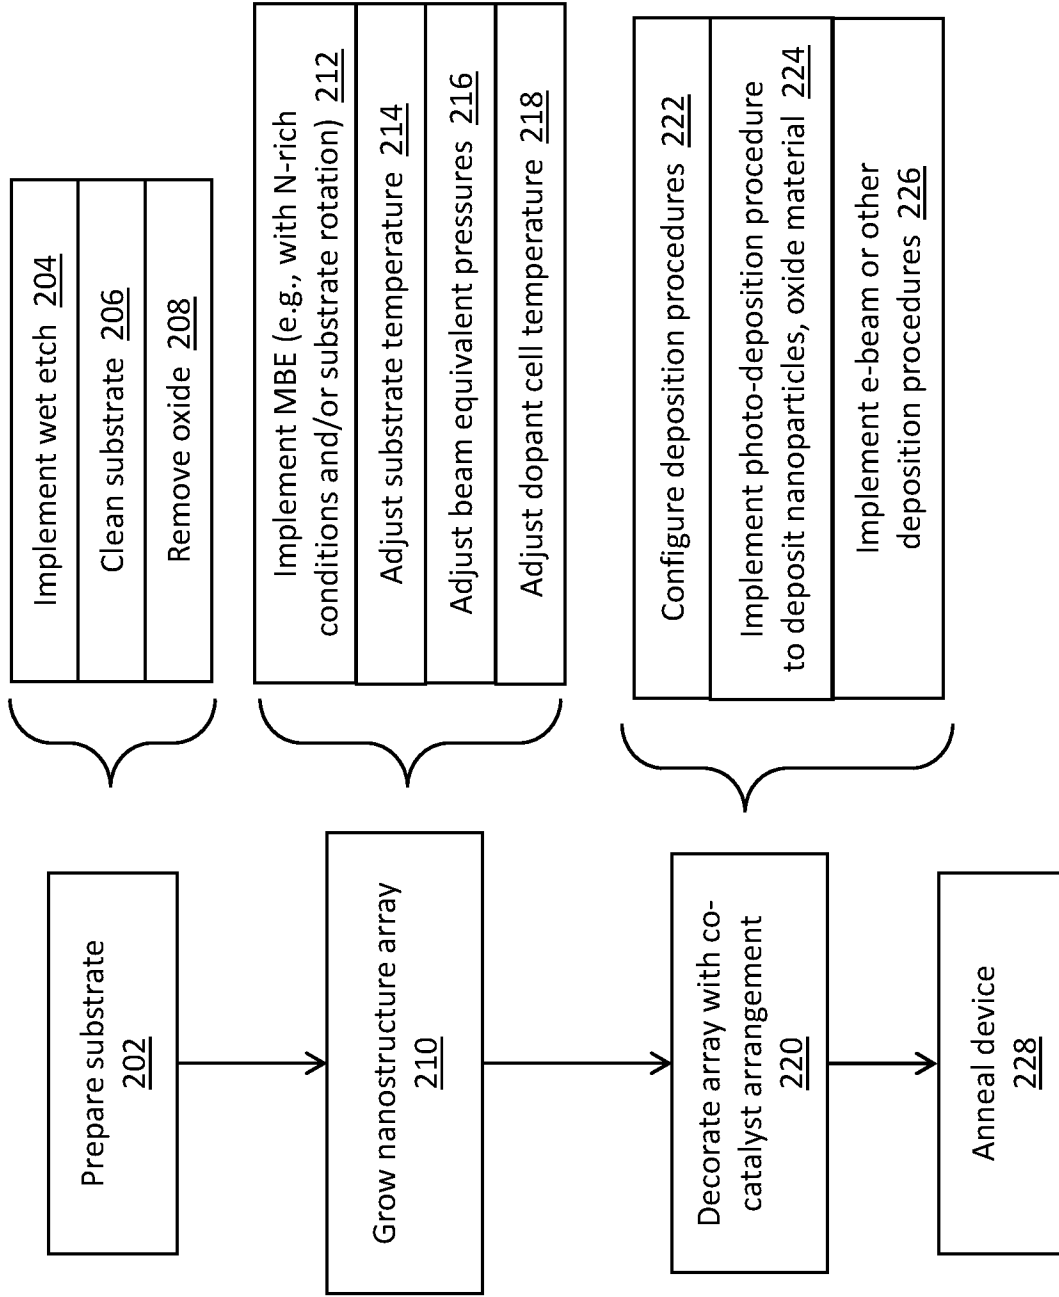 Prepare substrate
202
Implement wet etch 204
Clean substrate 206
Remove oxide 208
Grow nanostructure array
210
Implement MBE (e.g., with N-rich
conditions and/or substrate rotation) 212
Adjust substrate temperature 214
Adjust beam equivalent pressures 216
Adjust dopant cell temperature 218
Decorate array with co-
catalyst arrangement
220
Configure deposition procedures 222
Implement photo-deposition procedure
to deposit nanoparticles, oxide material 224
Implement e-beam or other
deposition procedures 226
Anneal device
228